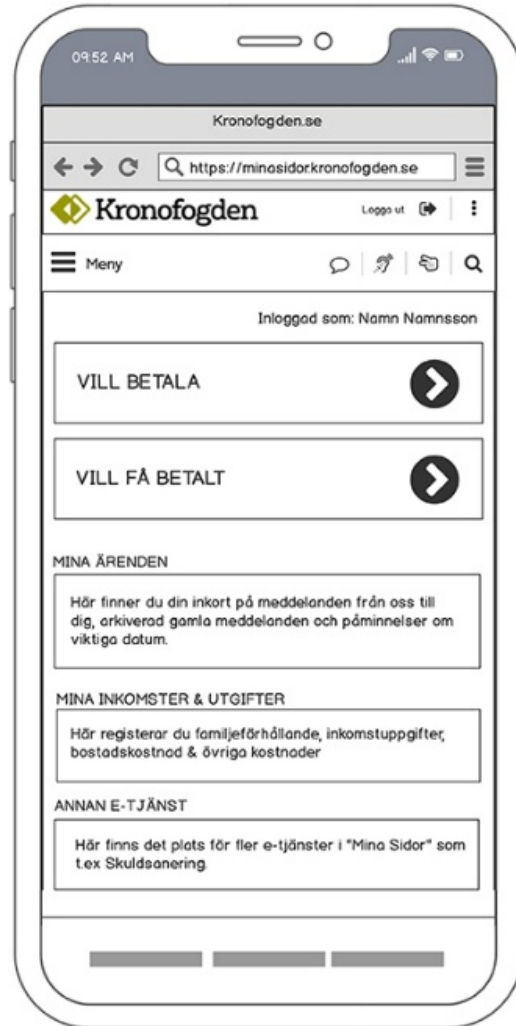 09:52 AM
Kronofogden.se
https://minasidor.kronofogden.se
Kronofogden
Logga ut
Meny
Inloggad som: Namn Namnsson
VILL BETALA
VILL FÅ BETALT
MINA ÄRENDEN
Här finner du din inkort på meddelanden från oss till
dig, arkiverad gamla meddelanden och påminnelser om
viktiga datum.
MINA INKOMSTER & UTGIFTER
Här registerar du familjeförhållande, inkomstuppgifter,
bostadskostnad & övriga kostnader
ANNAN E-TJÄNST
Här finns det plats för fler e-tjänster i "Mina Sidor" som
t.ex Skuldsanering.